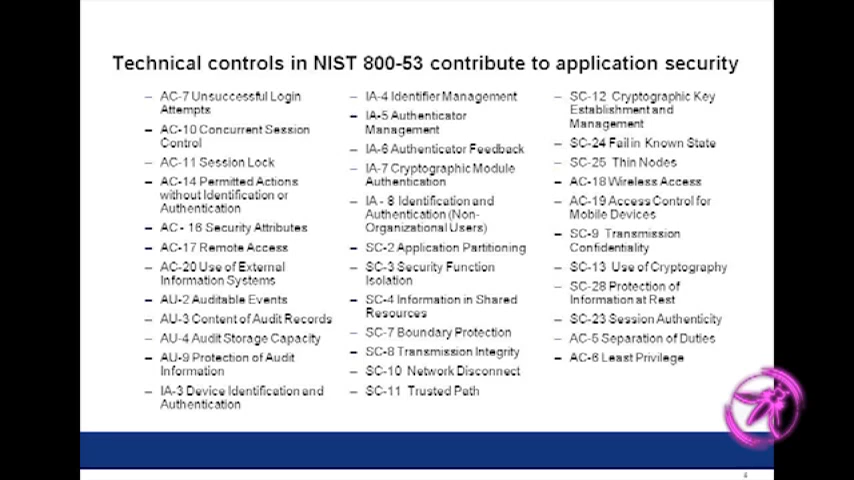 Technical controls in NIST 800-53 contribute to application security
– AC-7 Unsuccessful Login
Attempts
– AC-10 Concurrent Session
Control
– AC-11 Session Lock
– AC-14 Permitted Actions
without Identification or
Authentication
– AC - 16 Security Attributes
– AC-17 Remote Access
– AC-20 Use of External
Information Systems
– AU-2 Auditable Events
– AU-3 Content of Audit Records
– AU-4 Audit Storage Capacity
– AU-9 Protection of Audit
Information
– IA-3 Device Identification and
Authentication
– IA-4 Identifier Management
– IA-5 Authenticator
Management
– IA-6 Authenticator Feedback
– IA-7 Cryptographic Module
Authentication
– IA - 8 Identification and
Authentication (Non-
Organizational Users)
– SC-2 Application Partitioning
– SC-3 Security Function
Isolation
– SC-4 Information in Shared
Resources
– SC-7 Boundary Protection
– SC-8 Transmission Integrity
– SC-10 Network Disconnect
– SC-11 Trusted Path
– SC-12 Cryptographic Key
Establishment and
Management
– SC-24 Fail in Known State
– SC-25 Thin Nodes
– AC-18 Wireless Access
– AC-19 Access Control for
Mobile Devices
– SC-9 Transmission
Confidentiality
– SC-13 Use of Cryptography
– SC-28 Protection of
Information at Rest
– SC-23 Session Authenticity
– AC-5 Separation of Duties
– AC-6 Least Privilege